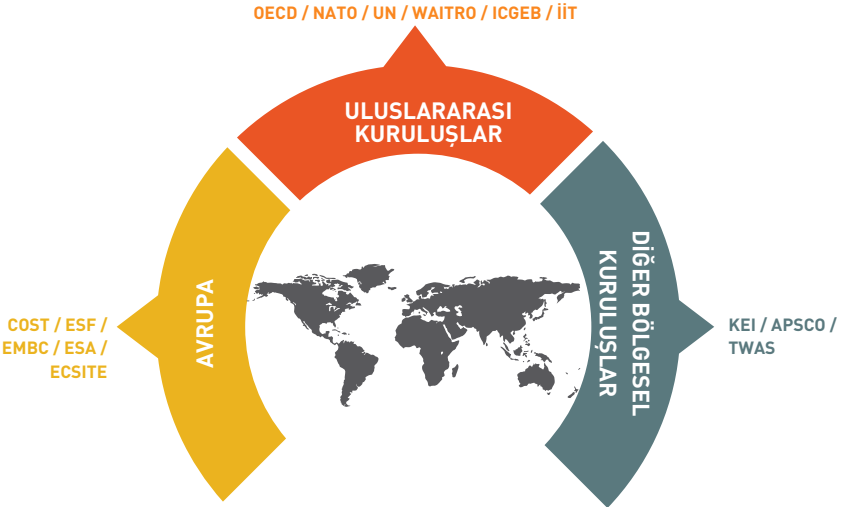 OECD / NATO / UN / WAITRO / ICGEB / İİT
ULUSLARARASI
KURULUŞLAR
AVRUPA
COST / ESF /
EMBC / ESA /
ECSITE
DİĞER BÖLGESEL
KURULUŞLAR
KEI / APSCO /
TWAS